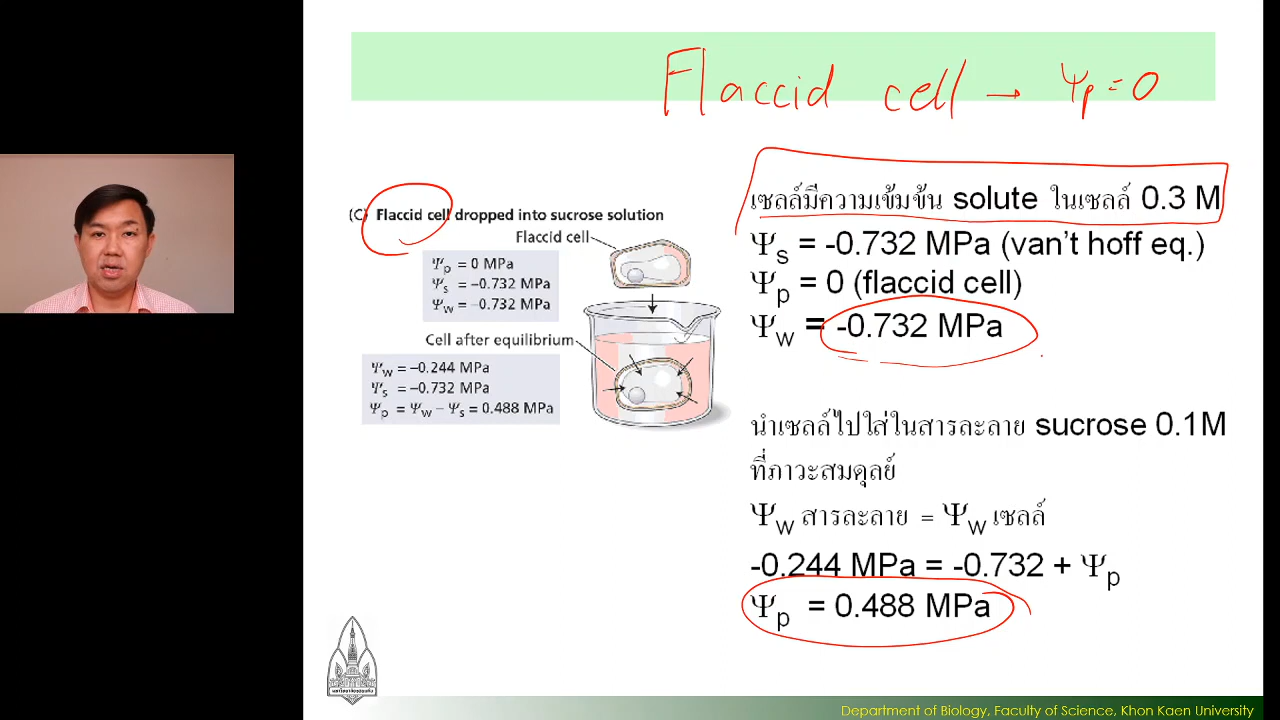 Flaccid cell → Ψp = 0
(C) Flaccid cell dropped into sucrose solution
Flaccid cell
Ψp = 0 MPa
Ψs = −0.732 MPa
Ψw = −0.732 MPa
Cell after equilibrium
Ψw = −0.244 MPa
Ψs = −0.732 MPa
Ψp = Ψw − Ψs = 0.488 MPa
เซลล์มีความเข้มข้น solute ในเซลล์ 0.3 M
Ψs = -0.732 MPa (van't hoff eq.)
Ψp = 0 (flaccid cell)
Ψw = -0.732 MPa
นำเซลล์ไปใส่ในสารละลาย sucrose 0.1M
ที่ภาวะสมดุลย์
Ψw สารละลาย = Ψw เซลล์
-0.244 MPa = -0.732 + Ψp
Ψp = 0.488 MPa
Department of Biology, Faculty of Science, Khon Kaen University